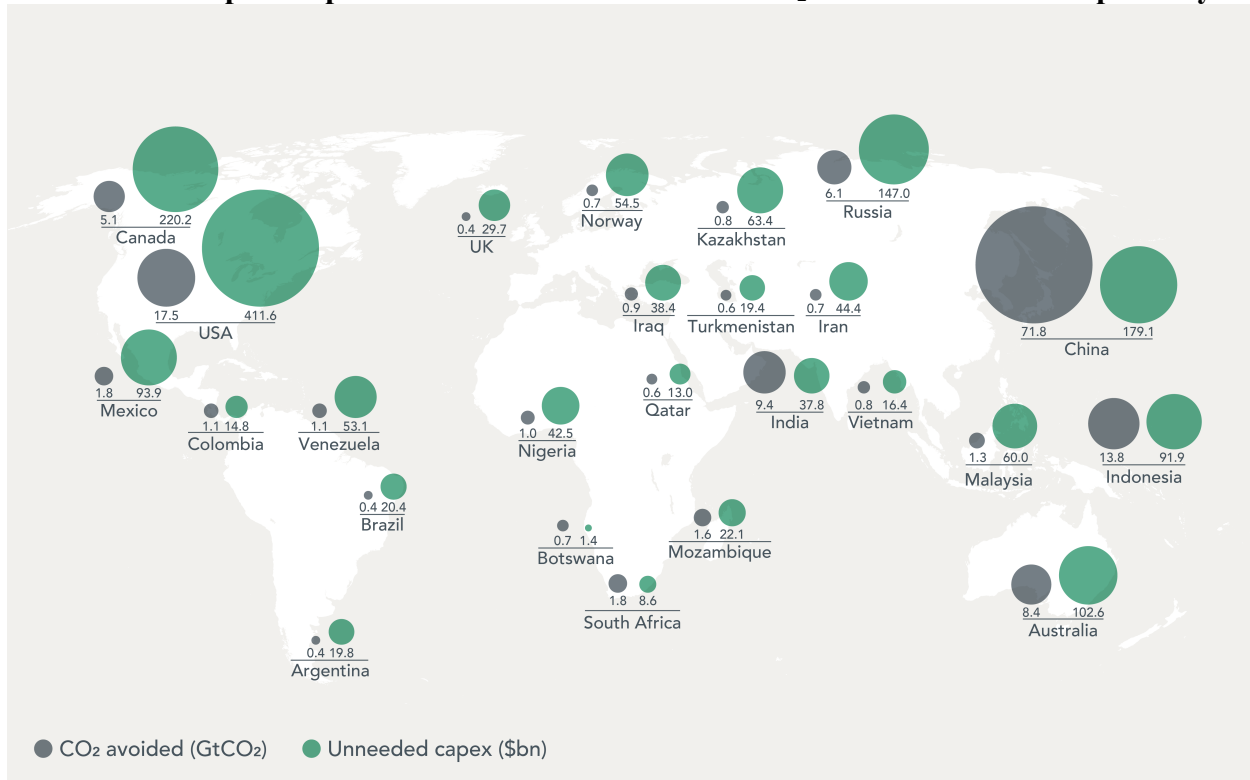 5.1 220.2
Canada
17.5 411.6
USA
1.8 93.9
Mexico
1.1 14.8
Colombia
1.1 53.1
Venezuela
0.4 20.4
Brazil
0.4 19.8
Argentina
0.4 29.7
UK
0.7 54.5
Norway
0.8 63.4
Kazakhstan
6.1 147.0
Russia
0.9 38.4
Iraq
0.6 19.4
Turkmenistan
0.7 44.4
Iran
71.8 179.1
China
0.6 13.0
Qatar
9.4 37.8
India
0.8 16.4
Vietnam
1.0 42.5
Nigeria
1.3 60.0
Malaysia
13.8 91.9
Indonesia
0.7 1.4
Botswana
1.6 22.1
Mozambique
1.8 8.6
South Africa
8.4 102.6
Australia
CO₂ avoided (GtCO₂) Unneeded capex ($bn)